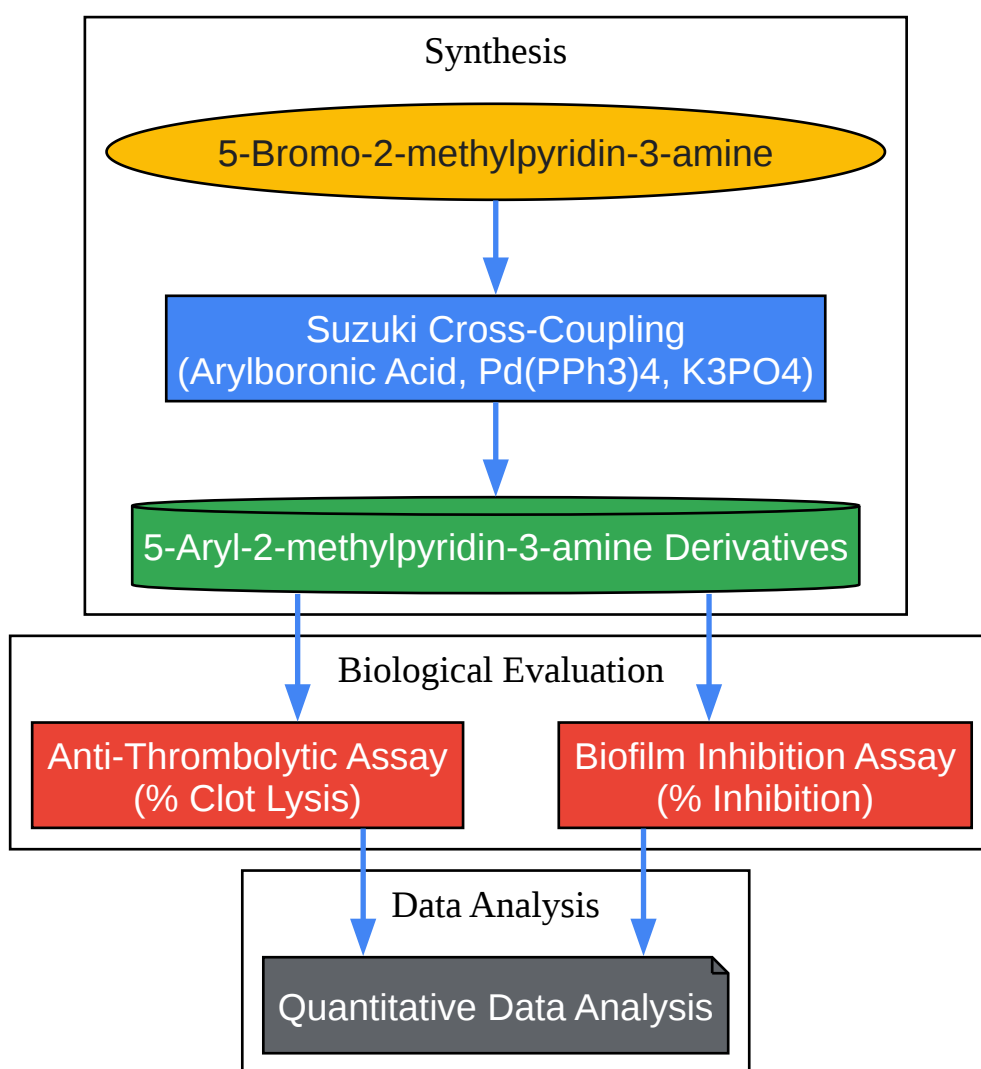 Synthesis
5-Bromo-2-methylpyridin-3-amine
Suzuki Cross-Coupling
(Arylboronic Acid, Pd(PPh3)4, K3PO4)
5-Aryl-2-methylpyridin-3-amine Derivatives
Biological Evaluation
Anti-Thrombolytic Assay
(% Clot Lysis)
Biofilm Inhibition Assay
(% Inhibition)
Data Analysis
Quantitative Data Analysis